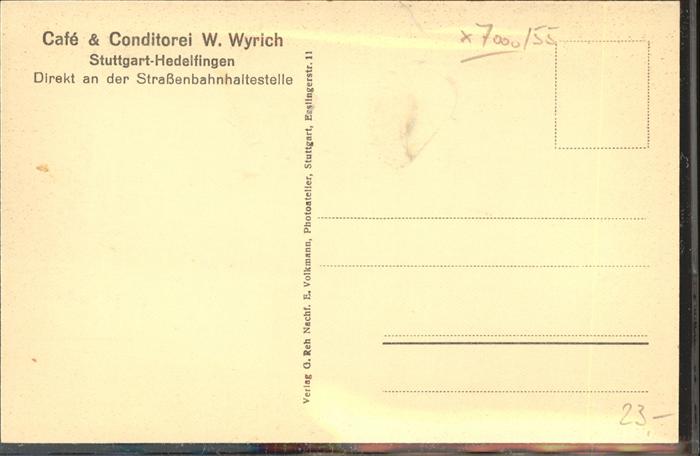 Café & Conditorei W. Wyrich
Stuttgart-Hedelfingen
Direkt an der Straßenbahnhaltestelle
Verlag G. Reh Nachf. E. Volkmann, Photoatelier, Stuttgart, Esslingerstr. 11
x 7000/55
23.-